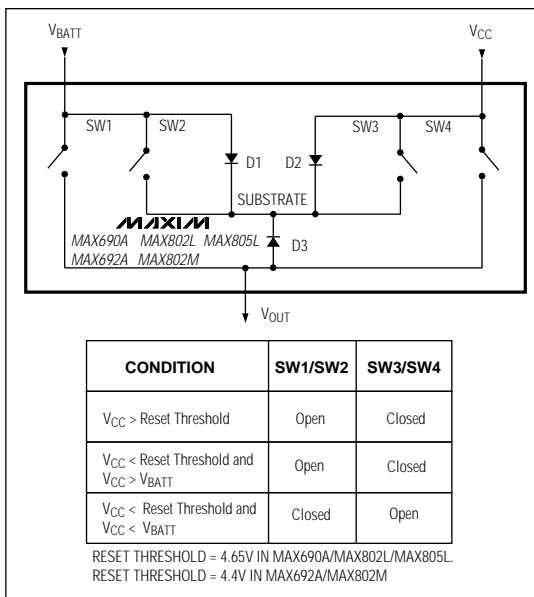 VBATT
VCC
SW1
SW2
SW3
SW4
D1
D2
SUBSTRATE
MAXIM
D3
MAX690A MAX802L MAX805L
MAX692A MAX802M
VOUT
CONDITION SW1/SW2 SW3/SW4
VCC > Reset Threshold Open Closed
VCC < Reset Threshold and
VCC > VBATT Open Closed
VCC < Reset Threshold and
VCC < VBATT Closed Open
RESET THRESHOLD = 4.65V IN MAX690A/MAX802L/MAX805L.
RESET THRESHOLD = 4.4V IN MAX692A/MAX802M